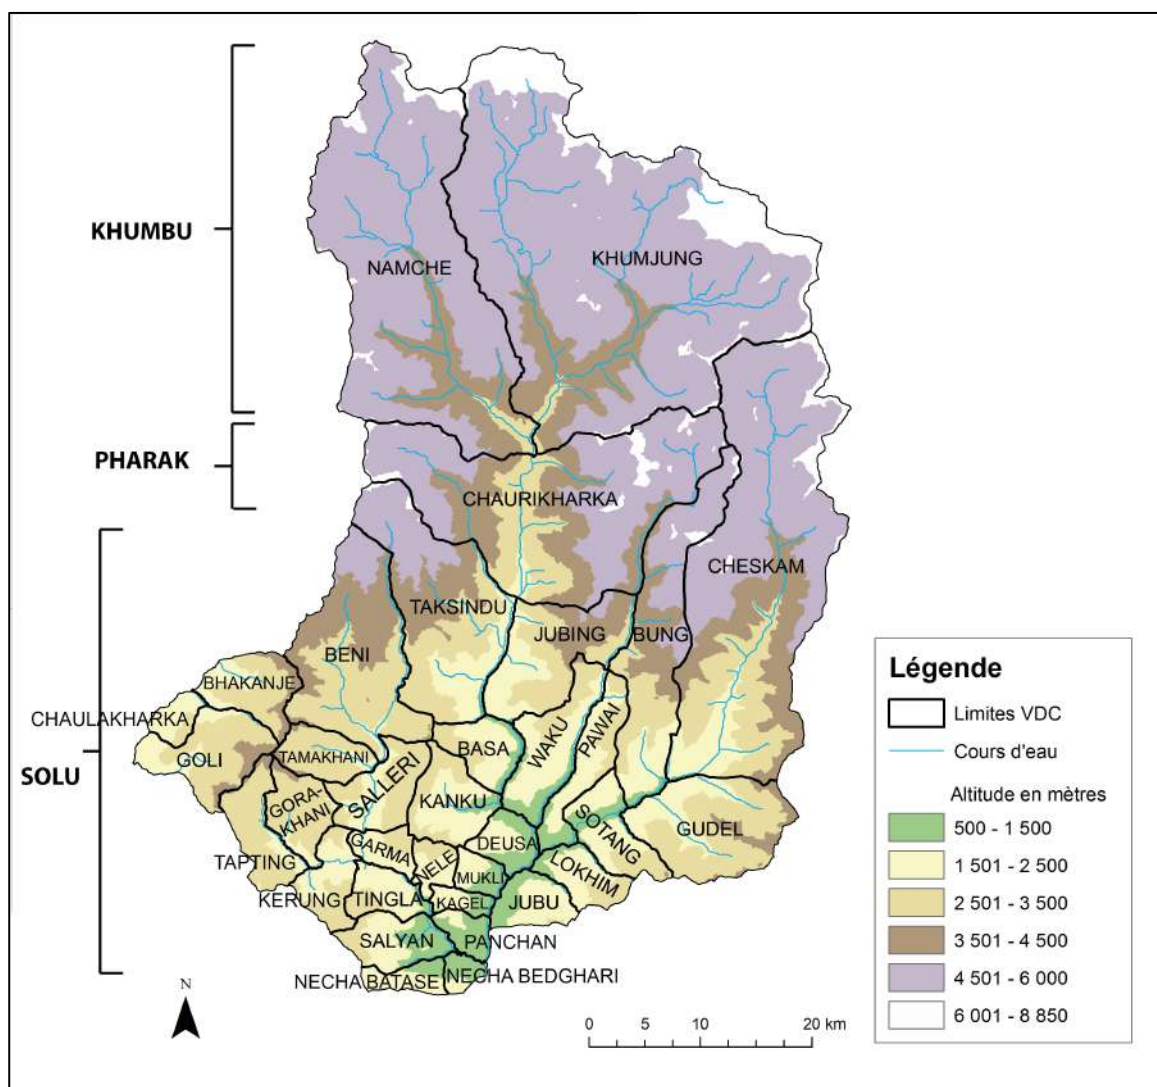 KHUMBU
NAMCHE
KHUMJUNG
PHARAK
CHAURIKHARKA
CHESKAM
TAKSINDU
JUBING
BUNG
BENI
BHAKANJE
CHAULAKHARKA
GOLI
SOLU
TAMAKHANI
SALLERI
BASA
WAKU
PAWAI
GORA-
KHANI
KANKU
SOTANG
GUDEL
DEUSA
TAPTING
GARMA
NELE
MUKLI
LOKHIM
KERUNG
TINGLA
KAGEL
JUBU
SALYAN
PANCHAN
NECHA BATASE
NECHA BEDGHARI
N
0 5 10 20 km
Légende
Limites VDC
Cours d'eau
Altitude en mètres
500 - 1 500
1 501 - 2 500
2 501 - 3 500
3 501 - 4 500
4 501 - 6 000
6 001 - 8 850